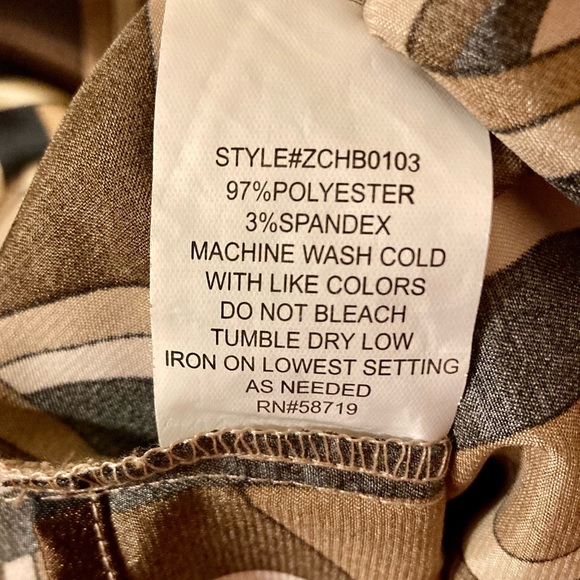 STYLE#ZCHB0103
97%POLYESTER
3%SPANDEX
MACHINE WASH COLD
WITH LIKE COLORS
DO NOT BLEACH
TUMBLE DRY LOW
IRON ON LOWEST SETTING
AS NEEDED
RN#58719